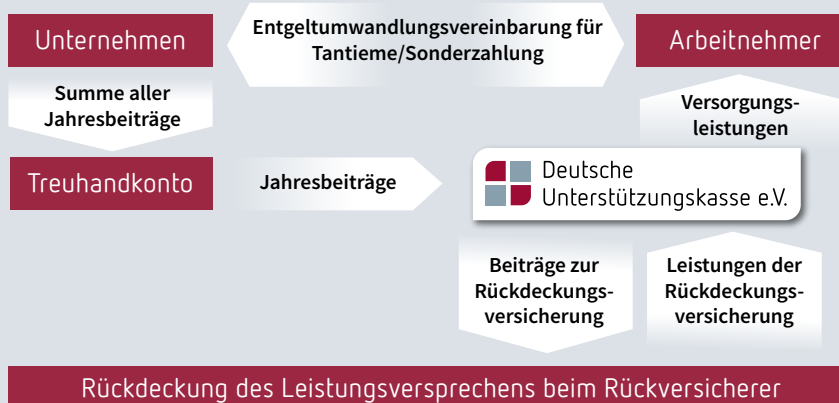 Unternehmen
Entgeltumwandlungsvereinbarung für
Tantieme/Sonderzahlung
Arbeitnehmer
Summe aller
Jahresbeiträge
Versorgungs-
leistungen
Treuhandkonto
Jahresbeiträge
Deutsche
Unterstützungskasse e.V.
Beiträge zur
Rückdeckungs-
versicherung
Leistungen der
Rückdeckungs-
versicherung
Rückdeckung des Leistungsversprechens beim Rückversicherer